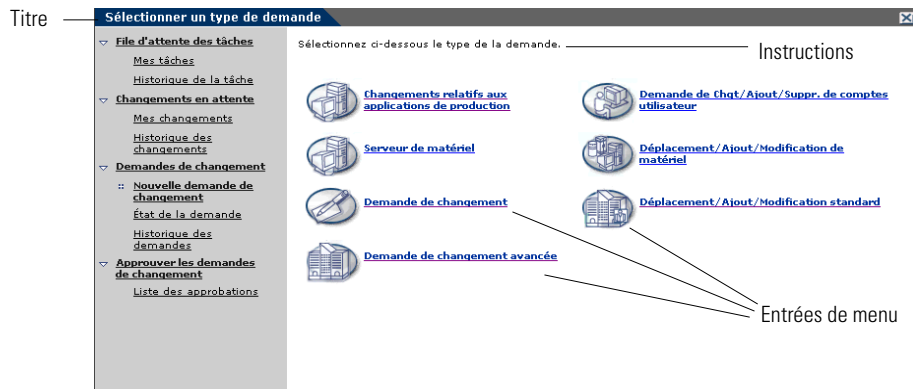 Titre
Sélectionner un type de demande
File d'attente des tâches
Mes tâches
Historique de la tâche
Changements en attente
Mes changements
Historique des
changements
Demandes de changement
Nouvelle demande de
changement
État de la demande
Historique des
demandes
Approuver les demandes
de changement
Liste des approbations
Sélectionnez ci-dessous le type de la demande.
Instructions
Changements relatifs aux
applications de production
Demande de Chgt/Ajout/Suppr. de comptes
utilisateur
Serveur de matériel
Déplacement/Ajout/Modification de
matériel
Demande de changement
Déplacement/Ajout/Modification standard
Demande de changement avancée
Entrées de menu